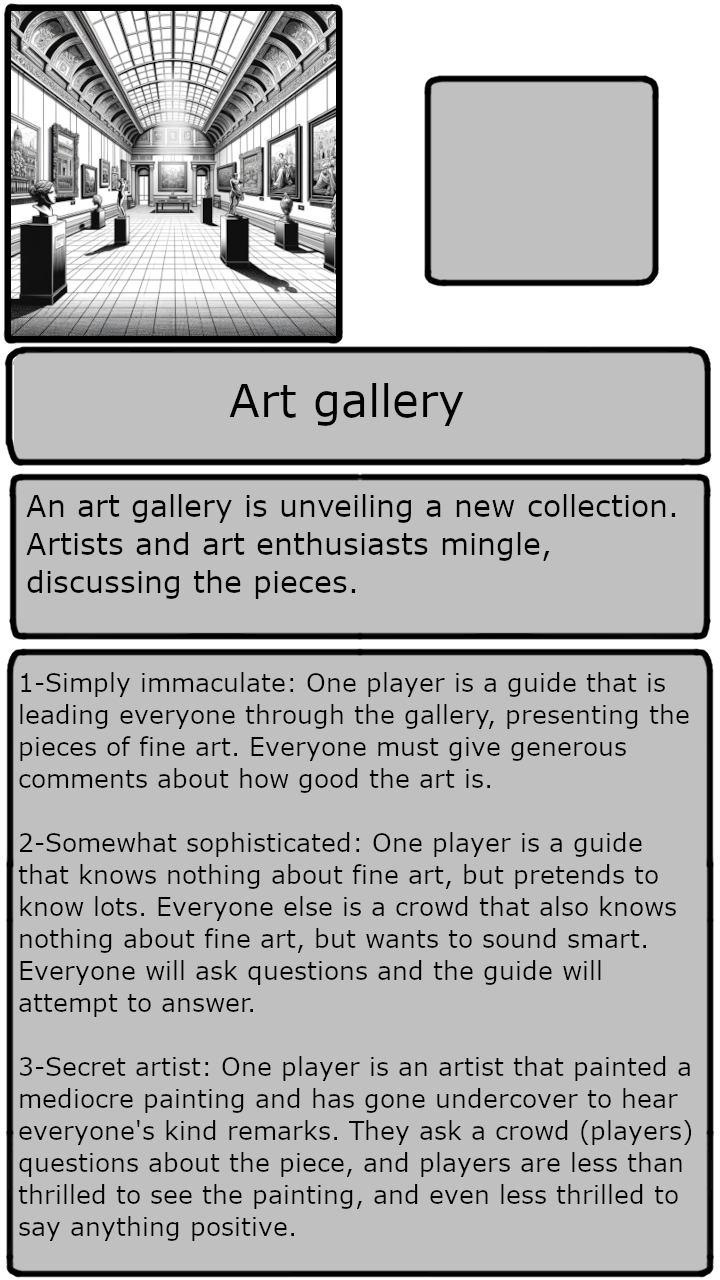 Art gallery
An art gallery is unveiling a new collection.
Artists and art enthusiasts mingle,
discussing the pieces.
1-Simply immaculate: One player is a guide that is
leading everyone through the gallery, presenting the
pieces of fine art. Everyone must give generous
comments about how good the art is.
2-Somewhat sophisticated: One player is a guide
that knows nothing about fine art, but pretends to
know lots. Everyone else is a crowd that also knows
nothing about fine art, but wants to sound smart.
Everyone will ask questions and the guide will
attempt to answer.
3-Secret artist: One player is an artist that painted a
mediocre painting and has gone undercover to hear
everyone's kind remarks. They ask a crowd (players)
questions about the piece, and players are less than
thrilled to see the painting, and even less thrilled to
say anything positive.